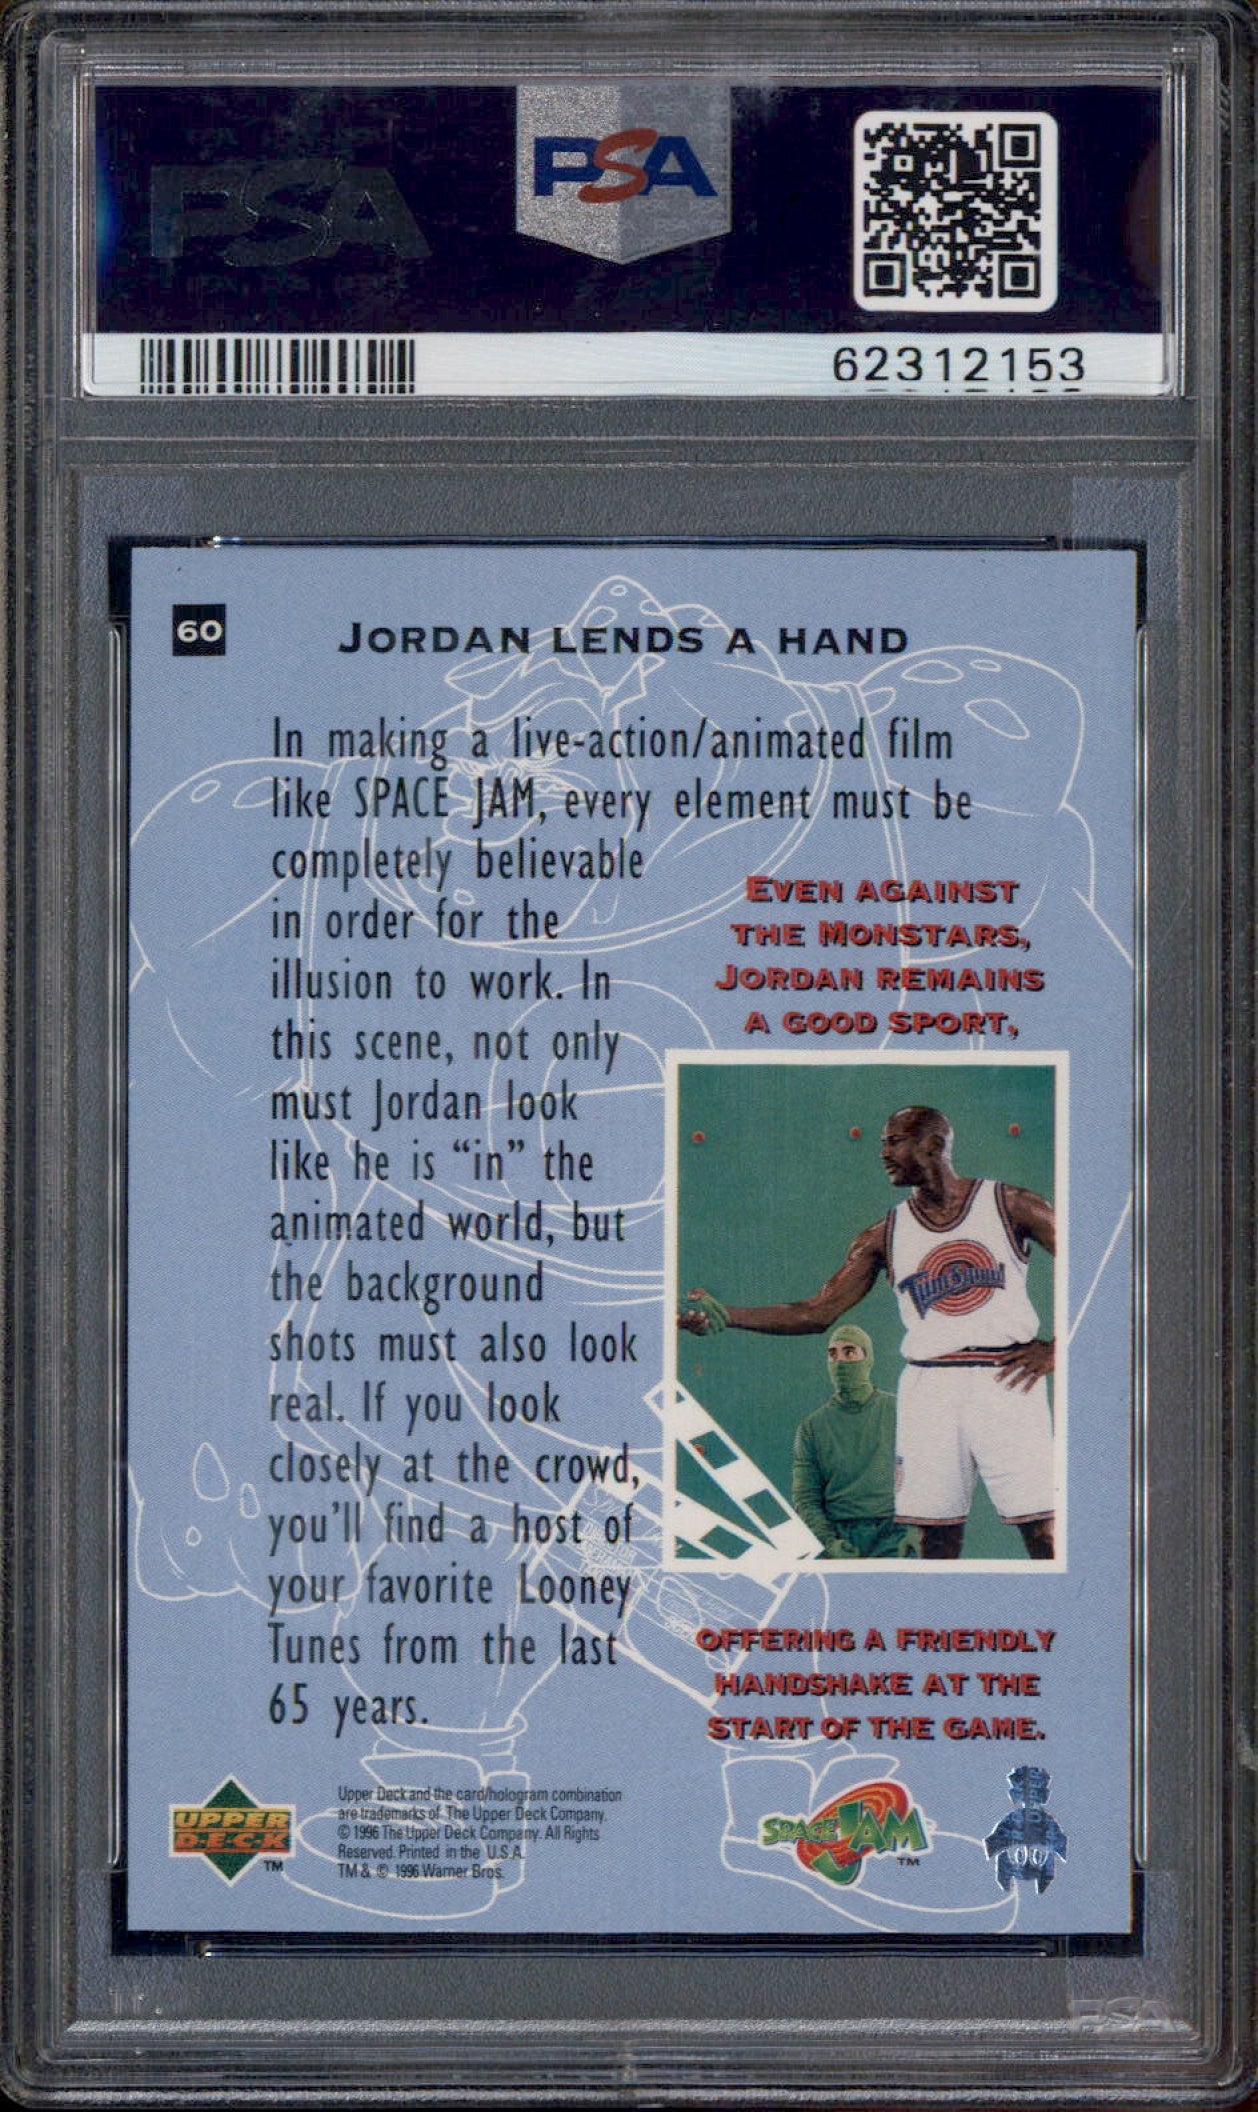 PSA
PSA
62312153
60
JORDAN LENDS A HAND
In making a live-action/animated film
like SPACE JAM, every element must be
completely believable
in order for the
illusion to work. In
this scene, not only
must Jordan look
like he is “in” the
animated world, but
the background
shots must also look
real. If you look
closely at the crowd,
you'll find a host of
your favorite Looney
Tunes from the last
65 years.
EVEN AGAINST
THE MONSTARS,
JORDAN REMAINS
A GOOD SPORT,
Tune Squad
OFFERING A FRIENDLY
HANDSHAKE AT THE
START OF THE GAME.
UPPER
D·E·C·K
TM
Upper Deck and the card/hologram combination
are trademarks of The Upper Deck Company.
© 1996 The Upper Deck Company. All Rights
Reserved. Printed in the U.S.A.
TM & © 1996 Warner Bros.
SPACE JAM
TM
PSA